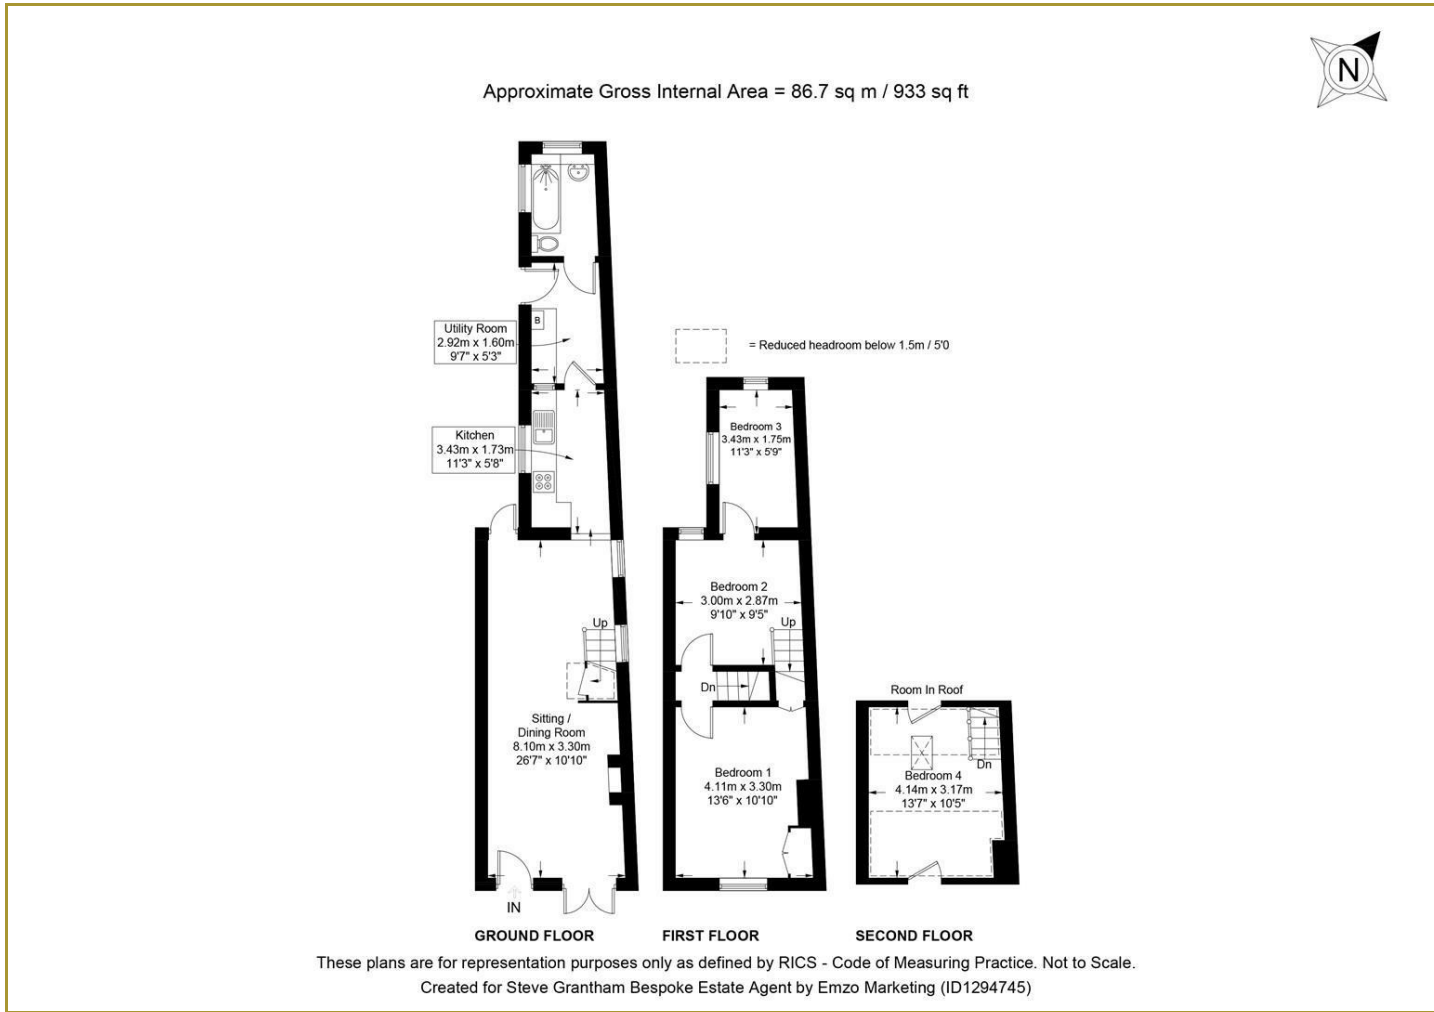 N
Approximate Gross Internal Area = 86.7 sq m / 933 sq ft
B
Utility Room
2.92m x 1.60m
9'7" x 5'3"
= Reduced headroom below 1.5m / 5'0
Kitchen
3.43m x 1.73m
11'3" x 5'8"
Bedroom 3
3.43m x 1.75m
11'3" x 5'9"
Bedroom 2
3.00m x 2.87m
9'10" x 9'5"
Up
Up
Dn
Sitting /
Dining Room
8.10m x 3.30m
26'7" x 10'10"
Bedroom 1
4.11m x 3.30m
13'6" x 10'10"
Room In Roof
Dn
Bedroom 4
4.14m x 3.17m
13'7" x 10'5"
IN
GROUND FLOOR
FIRST FLOOR
SECOND FLOOR
These plans are for representation purposes only as defined by RICS - Code of Measuring Practice. Not to Scale.
Created for Steve Grantham Bespoke Estate Agent by Emzo Marketing (ID1294745)